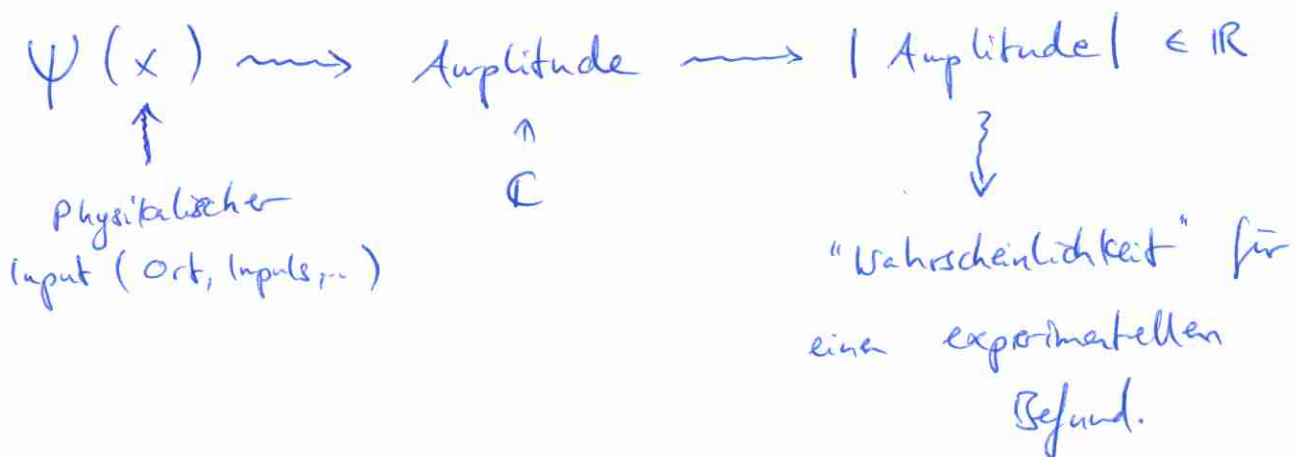 Ψ(x) ⟿ Amplitude ⟿ |Amplitude| ∈ ℝ
↑ ↑ ↓
ℂ
Physikalischer
Input (Ort, Impuls,..)
"Wahrscheinlichkeit" für
einen experimentellen
Befund.